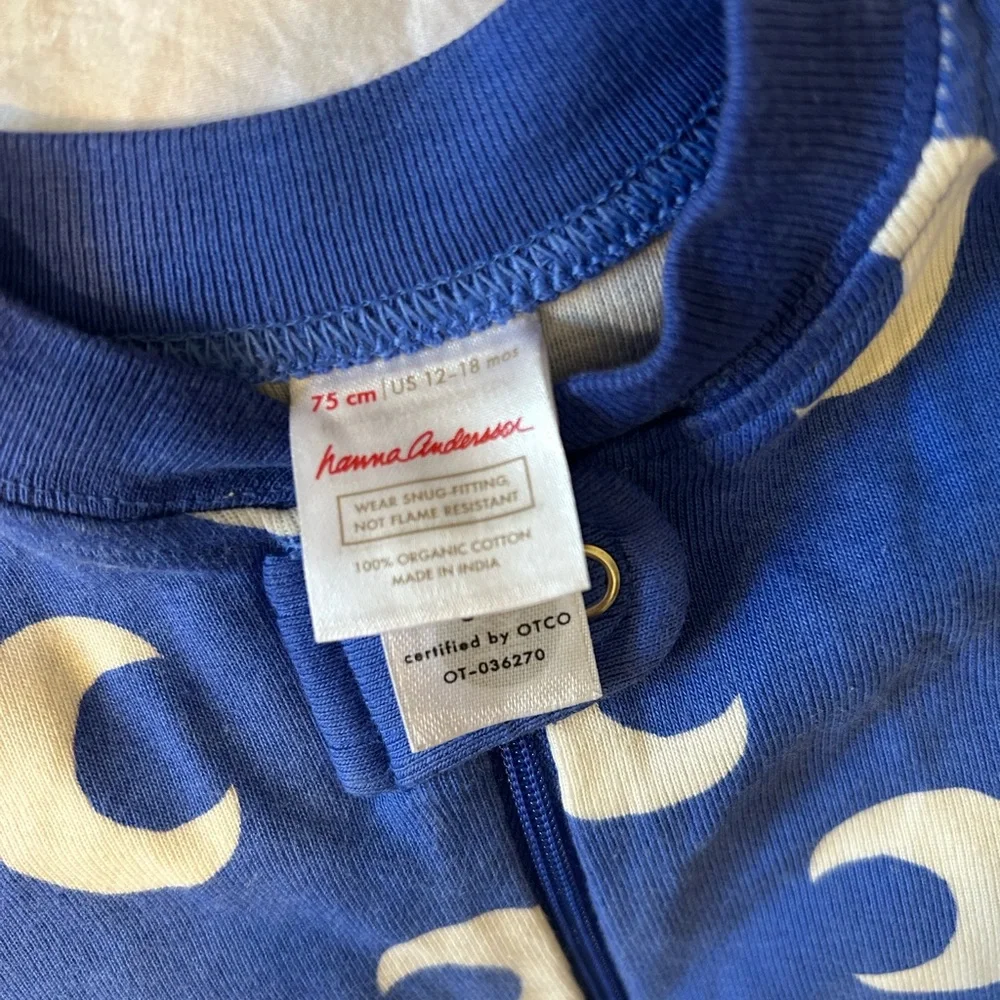 75 cm | US 12-18 mos
hanna Andersson
WEAR SNUG-FITTING,
NOT FLAME RESISTANT
100% ORGANIC COTTON
MADE IN INDIA
certified by OTCO
OT-036270